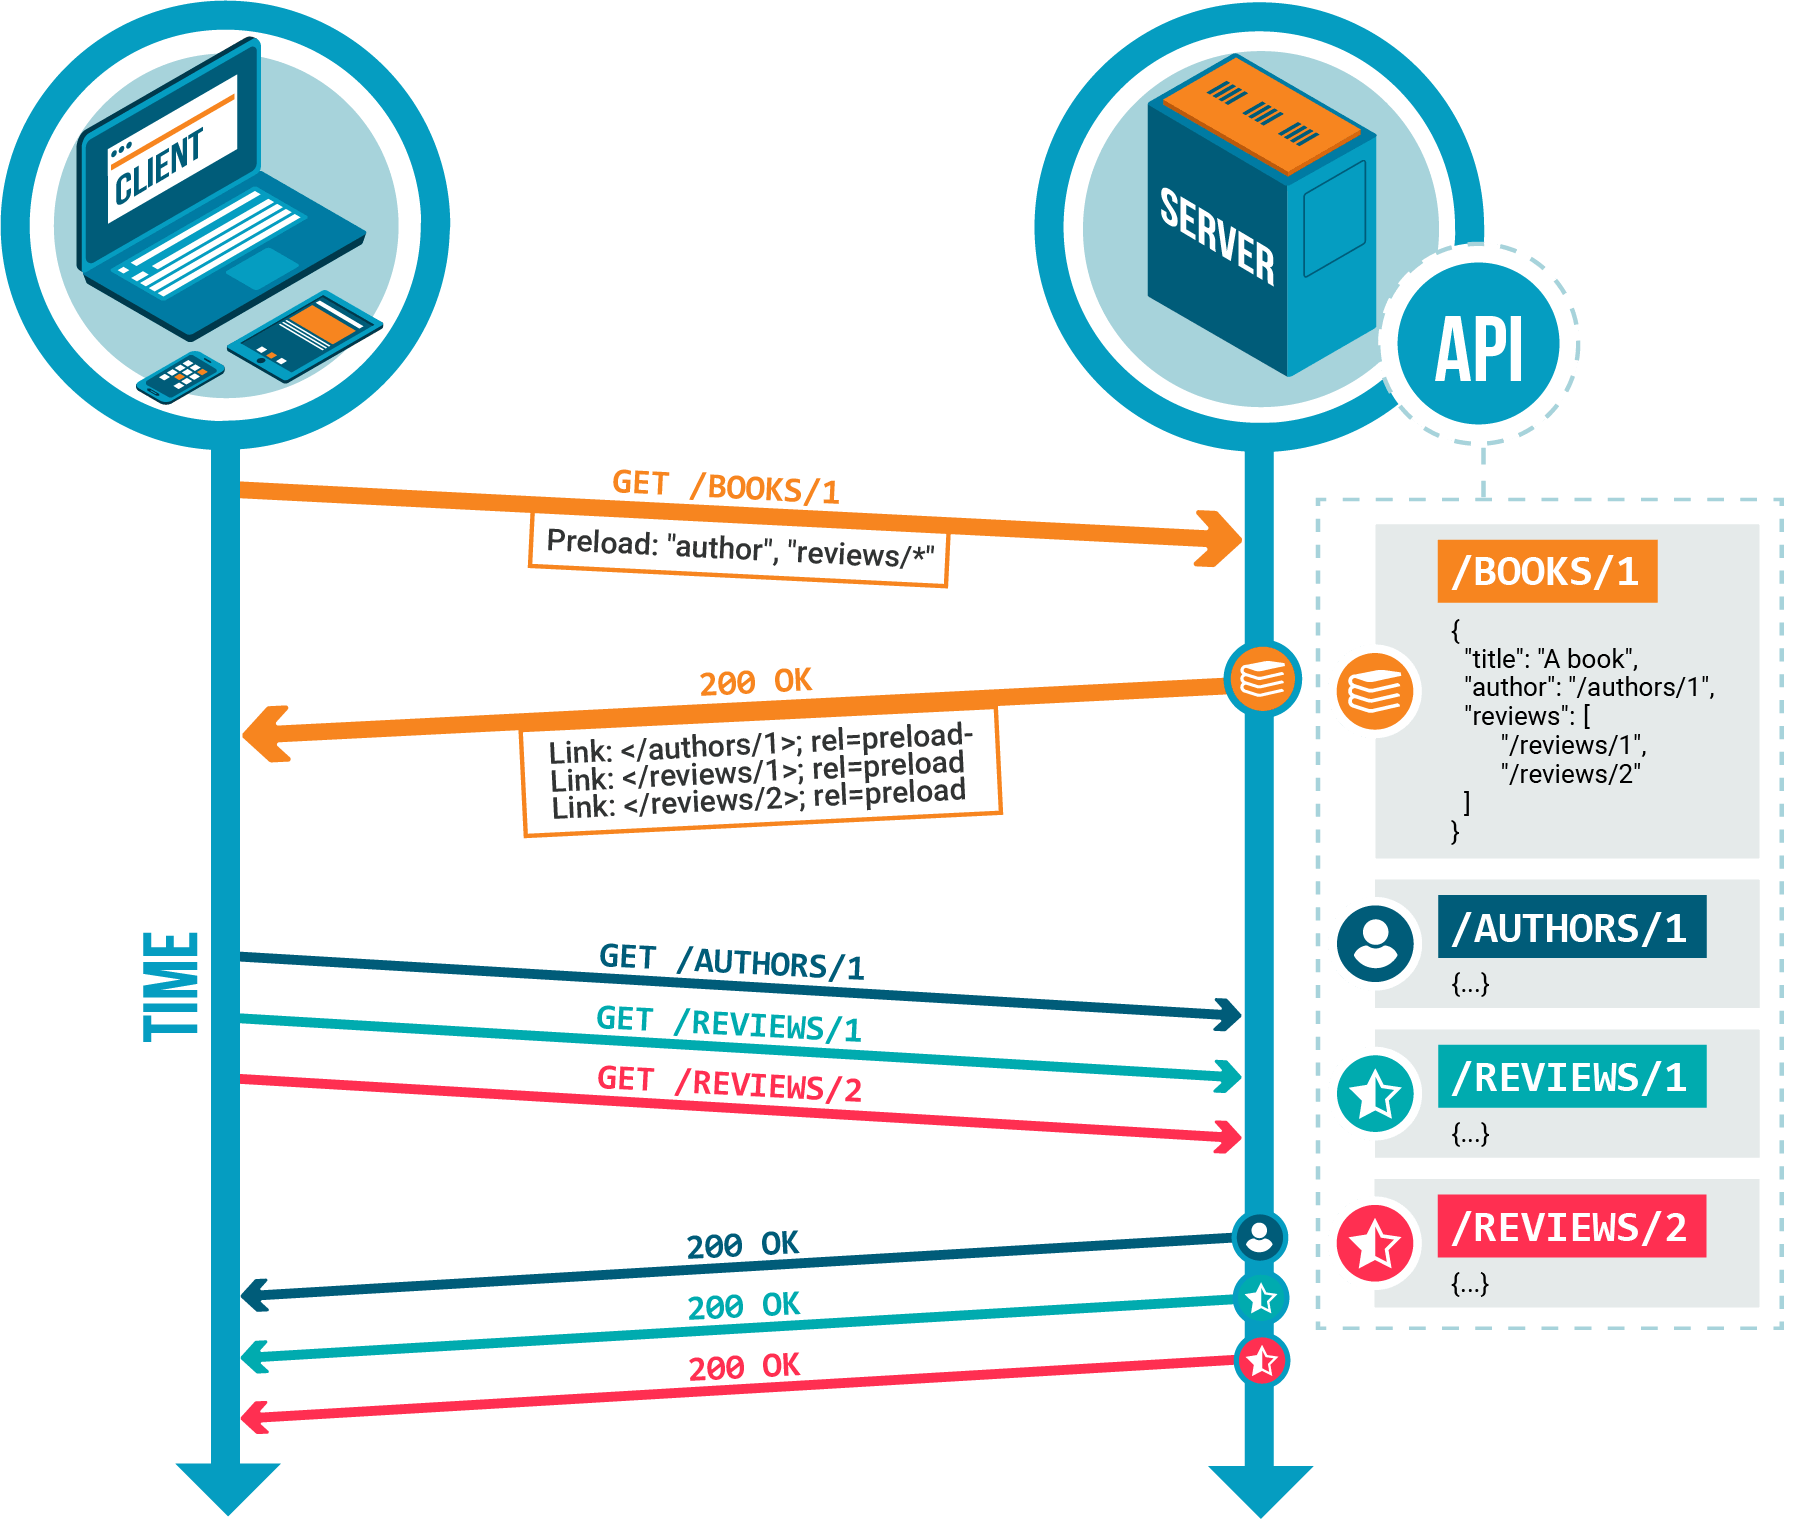 CLIENT
SERVER
API
GET /BOOKS/1
Preload: "author", "reviews/*"
200 OK
Link: </authors/1>; rel=preload-
Link: </reviews/1>; rel=preload
Link: </reviews/2>; rel=preload
TIME
GET /AUTHORS/1
GET /REVIEWS/1
GET /REVIEWS/2
200 OK
200 OK
200 OK
/BOOKS/1
{
"title": "A book",
"author": "/authors/1",
"reviews": [
"/reviews/1",
"/reviews/2"
]
}
/AUTHORS/1
{...}
/REVIEWS/1
{...}
/REVIEWS/2
{...}